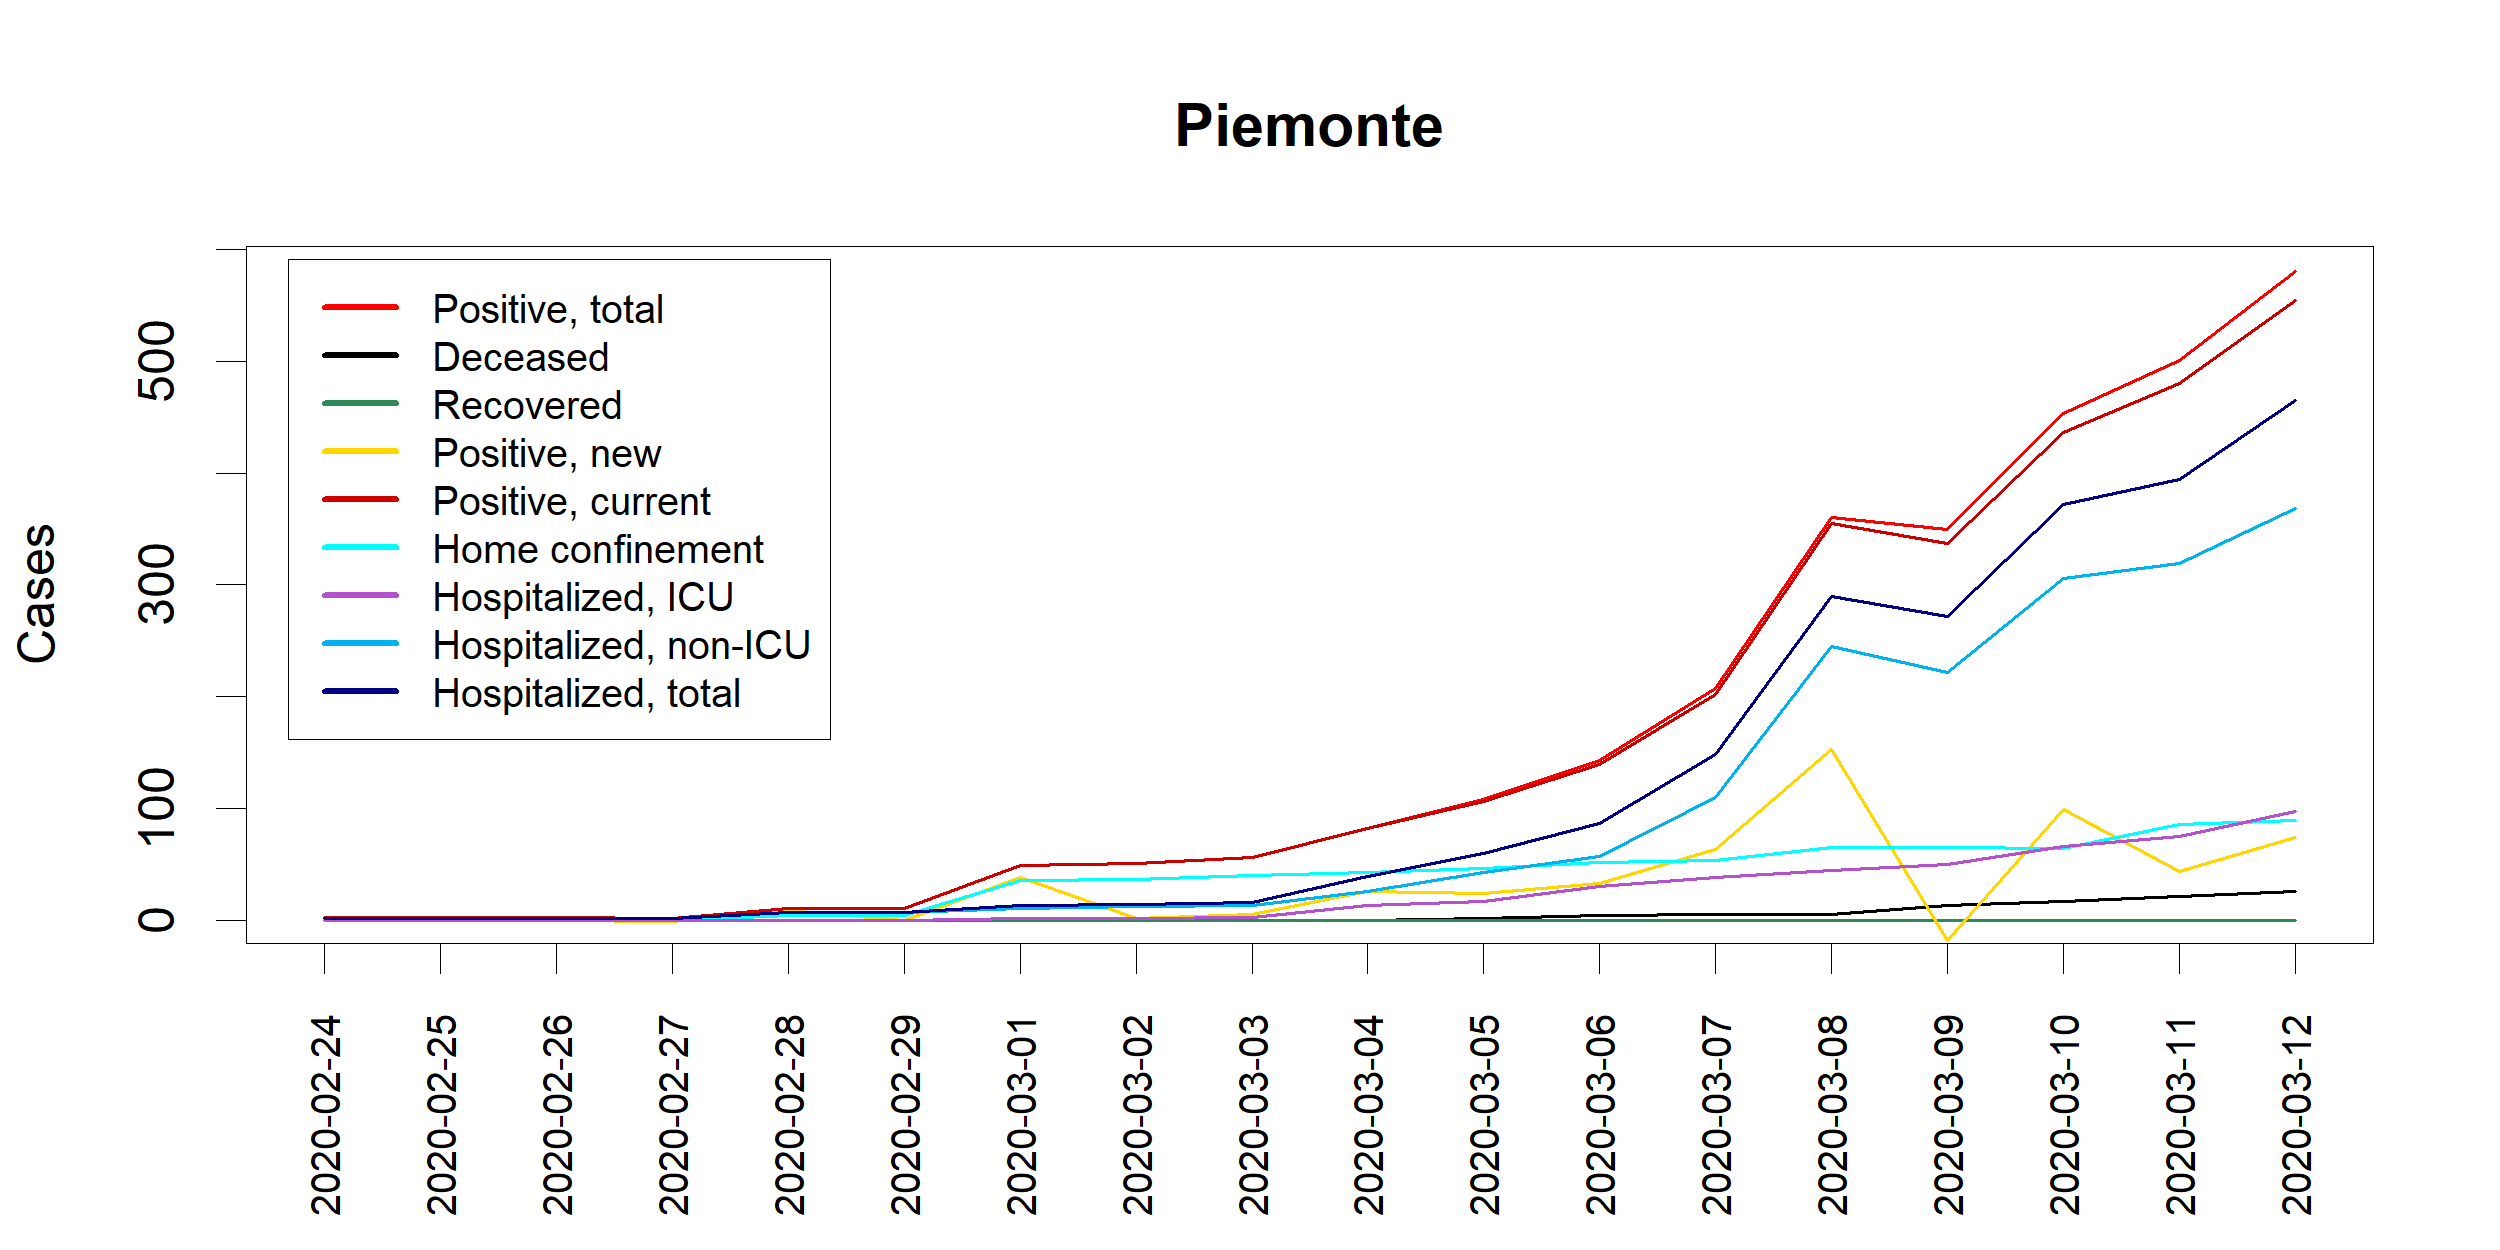 Piemonte
Cases
500
300
100
0
Positive, total
Deceased
Recovered
Positive, new
Positive, current
Home confinement
Hospitalized, ICU
Hospitalized, non-ICU
Hospitalized, total
2020-02-24
2020-02-25
2020-02-26
2020-02-27
2020-02-28
2020-02-29
2020-03-01
2020-03-02
2020-03-03
2020-03-04
2020-03-05
2020-03-06
2020-03-07
2020-03-08
2020-03-09
2020-03-10
2020-03-11
2020-03-12